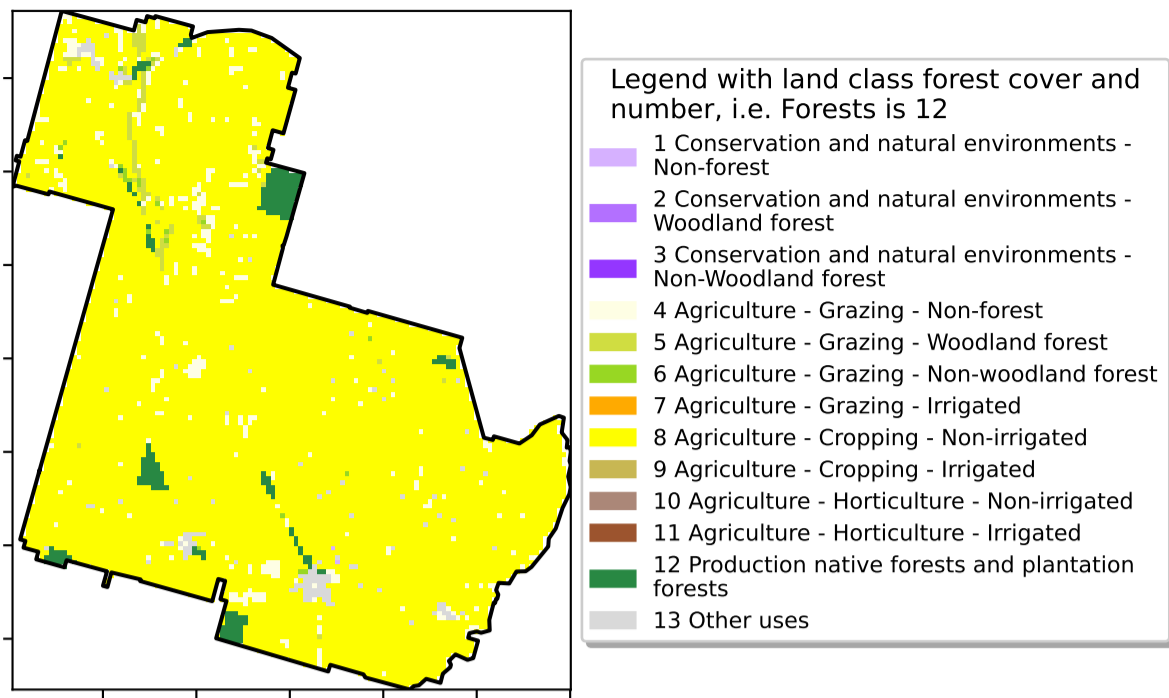 Legend with land class forest cover and
number, i.e. Forests is 12
1 Conservation and natural environments -
Non-forest
2 Conservation and natural environments -
Woodland forest
3 Conservation and natural environments -
Non-Woodland forest
4 Agriculture - Grazing - Non-forest
5 Agriculture - Grazing - Woodland forest
6 Agriculture - Grazing - Non-woodland forest
7 Agriculture - Grazing - Irrigated
8 Agriculture - Cropping - Non-irrigated
9 Agriculture - Cropping - Irrigated
10 Agriculture - Horticulture - Non-irrigated
11 Agriculture - Horticulture - Irrigated
12 Production native forests and plantation
forests
13 Other uses